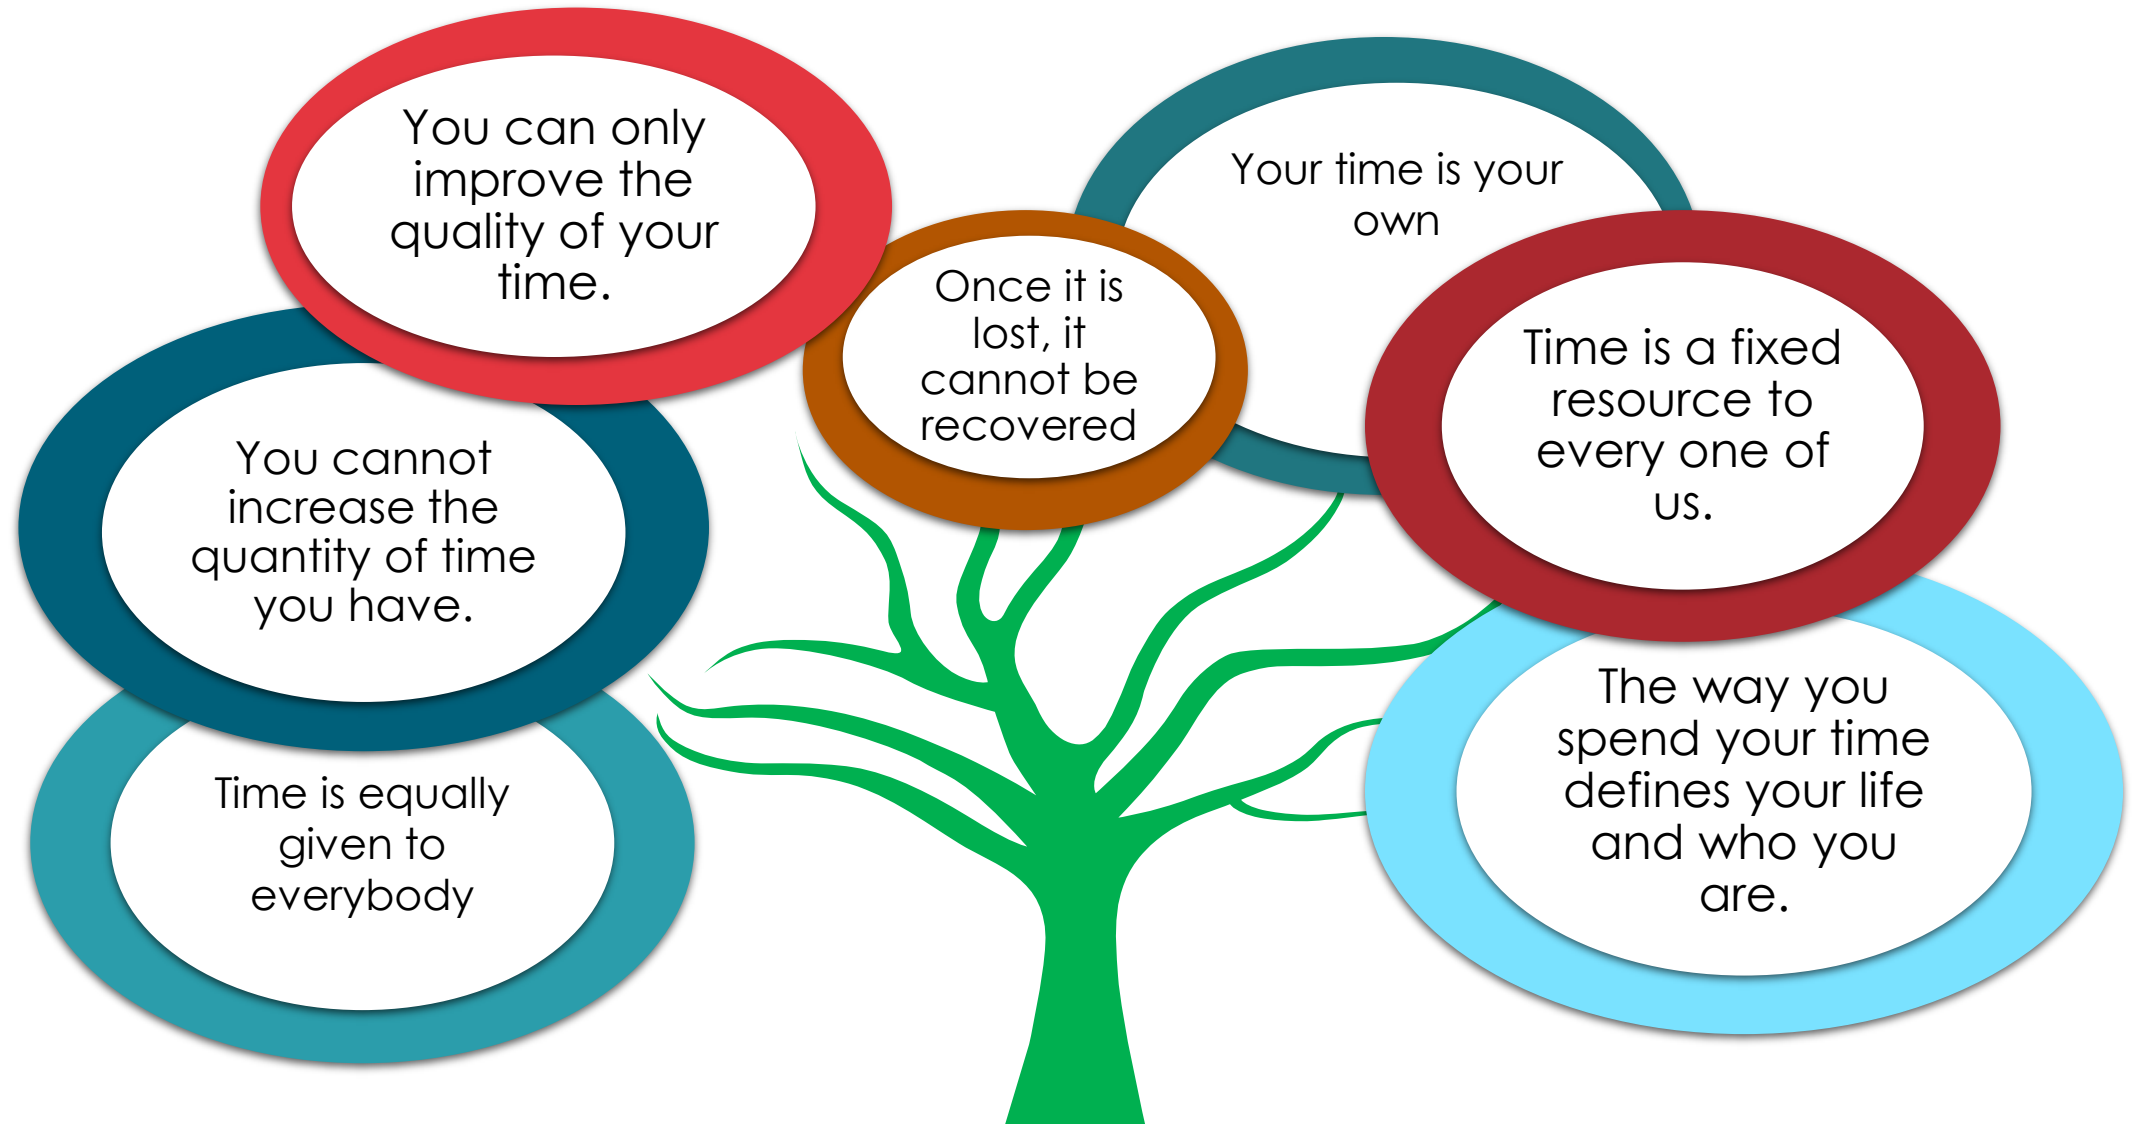 You can only
improve the
quality of your
time.
Your time is your
own
Once it is
lost, it
cannot be
recovered
Time is a fixed
resource to
every one of
us.
You cannot
increase the
quantity of time
you have.
The way you
spend your time
defines your life
and who you
are.
Time is equally
given to
everybody